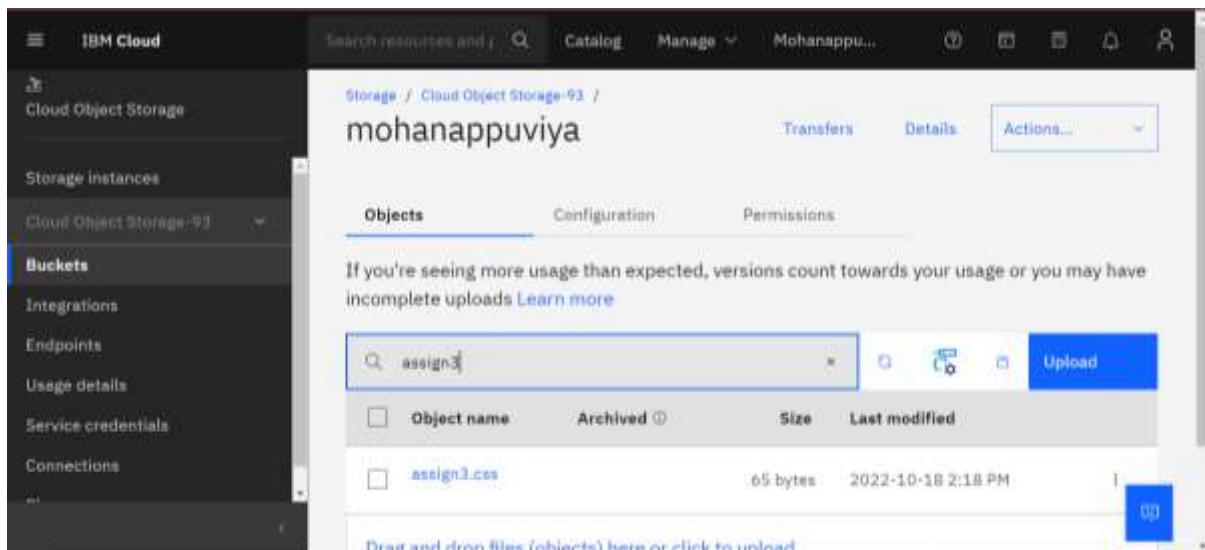 IBM Cloud
Search resources and Catalog Manage Mohanappu...
Cloud Object Storage
Storage instances
Cloud Object Storage-93
Buckets
Integrations
Endpoints
Usage details
Service credentials
Connections
Storage / Cloud Object Storage-93 /
mohanappuviya
Transfers Details Actions...
Objects Configuration Permissions
If you're seeing more usage than expected, versions count towards your usage or you may have
incomplete uploads Learn more
assign3
Upload
Object name Archived Size Last modified
assign3.css 65 bytes 2022-10-18 2:18 PM
Drag and drop files (objects) here or click to upload